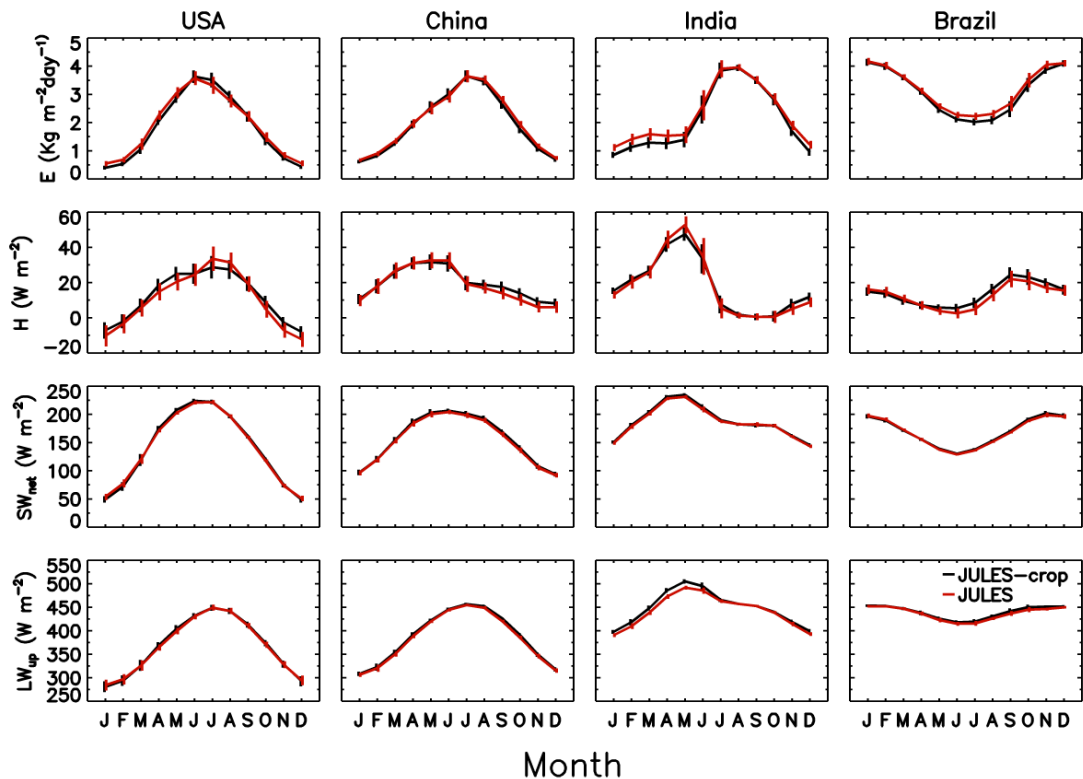 USA China India Brazil
E (Kg m⁻²day⁻¹)
5
4
3
2
1
0
H (W m⁻²)
60
40
20
0
−20
SWnet (W m⁻²)
250
200
150
100
50
0
LWup (W m⁻²)
550
500
450
400
350
300
250
JULES−crop
JULES
J F M A M J J A S O N D J F M A M J J A S O N D J F M A M J J A S O N D J F M A M J J A S O N D
Month